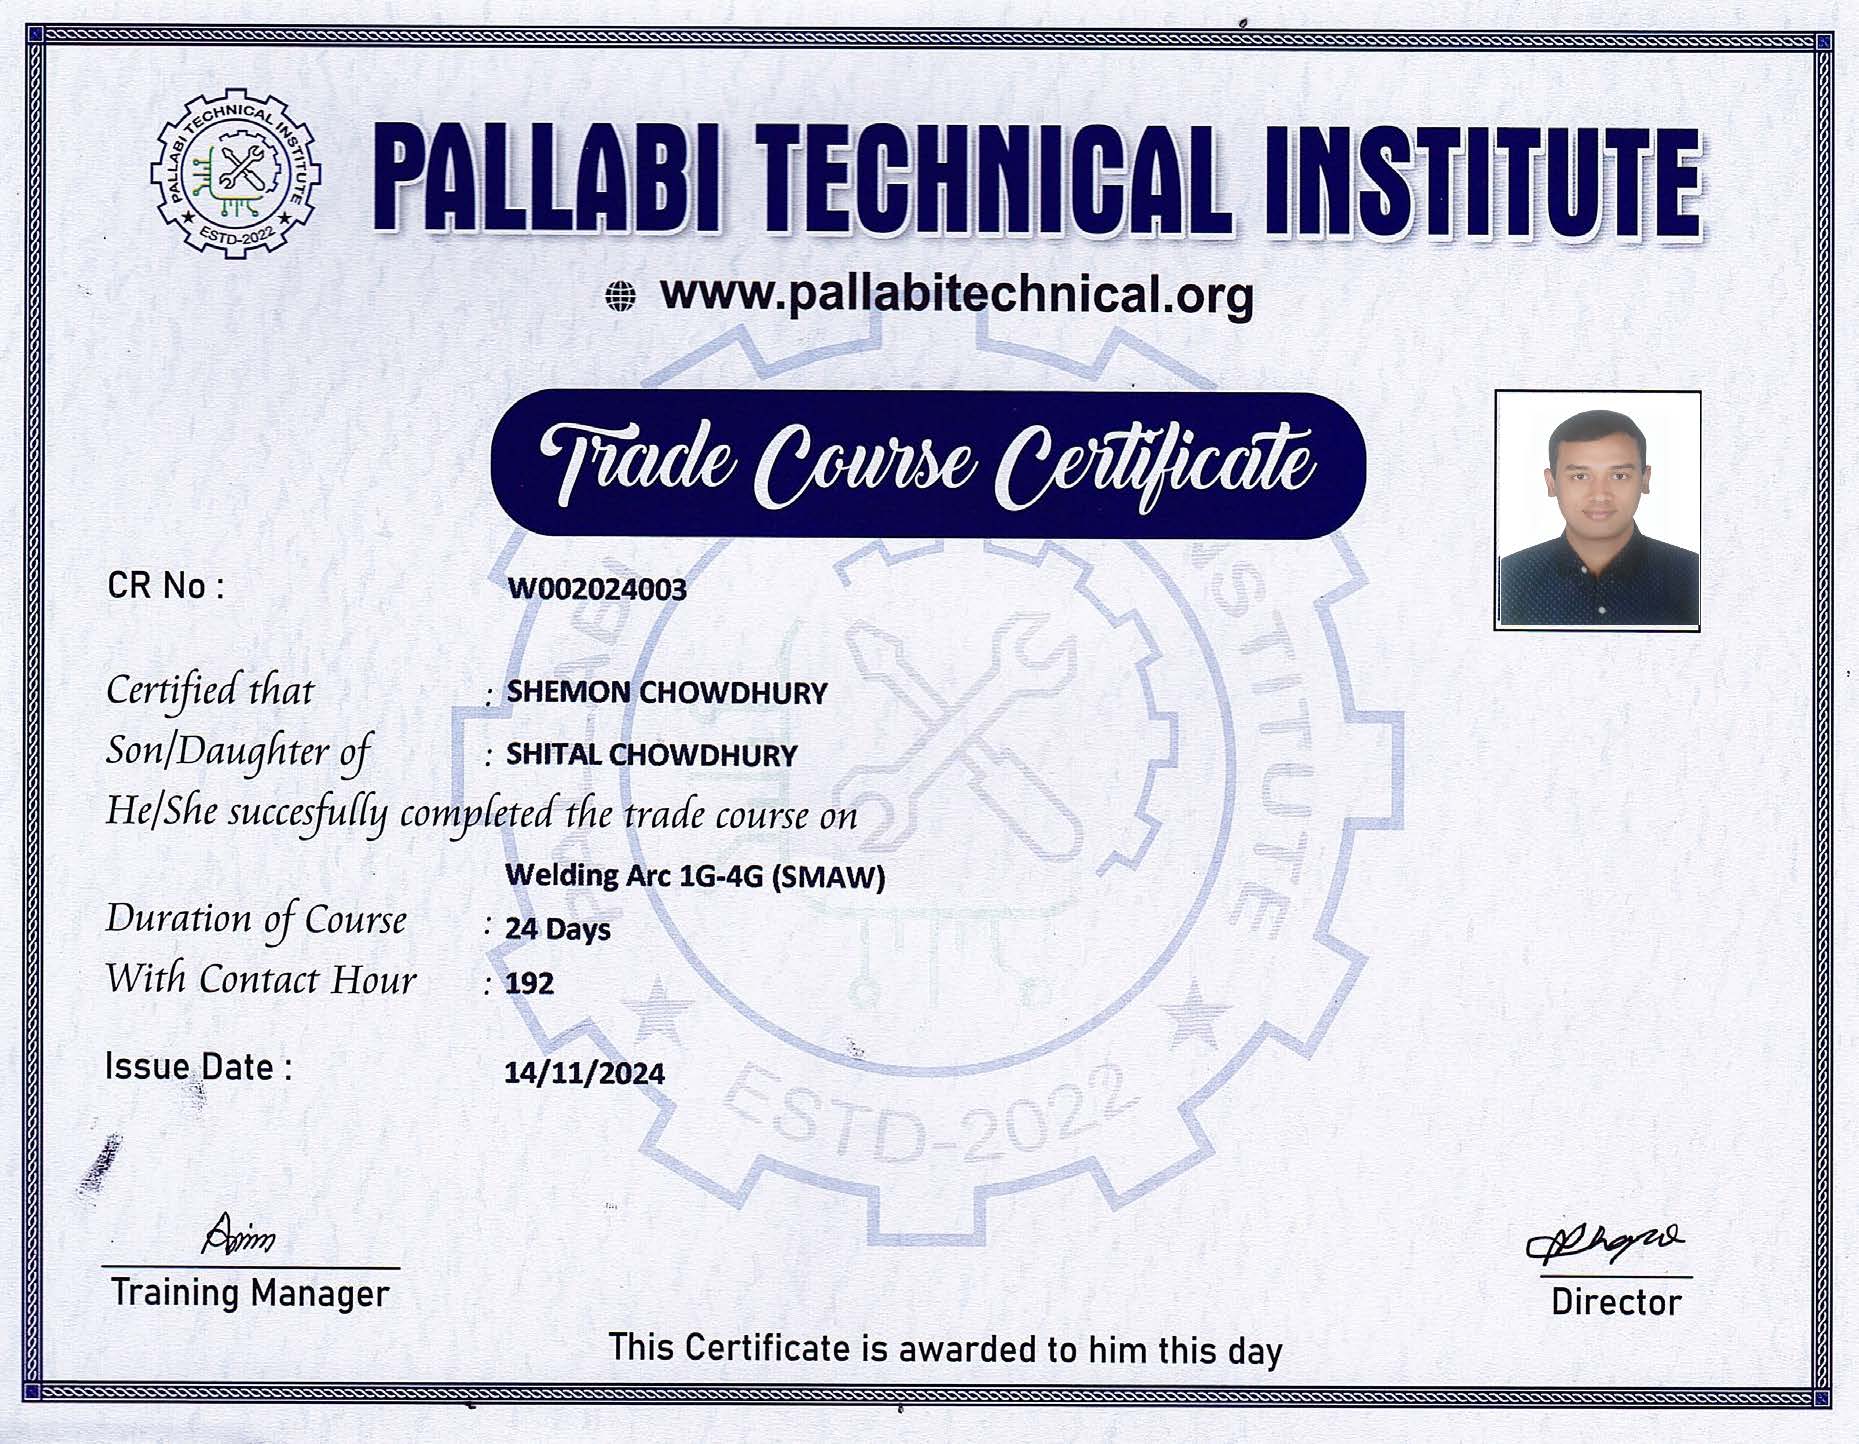 PALLABI TECHNICAL INSTITUTE
ESTD-2022
PALLABI TECHNICAL INSTITUTE
www.pallabitechnical.org
Trade Course Certificate
CR No : W002024003
Certified that : SHEMON CHOWDHURY
Son/Daughter of : SHITAL CHOWDHURY
He/She succesfully completed the trade course on
Welding Arc 1G-4G (SMAW)
Duration of Course : 24 Days
With Contact Hour : 192
Issue Date : 14/11/2024
ESTD-2022
Training Manager
Director
This Certificate is awarded to him this day